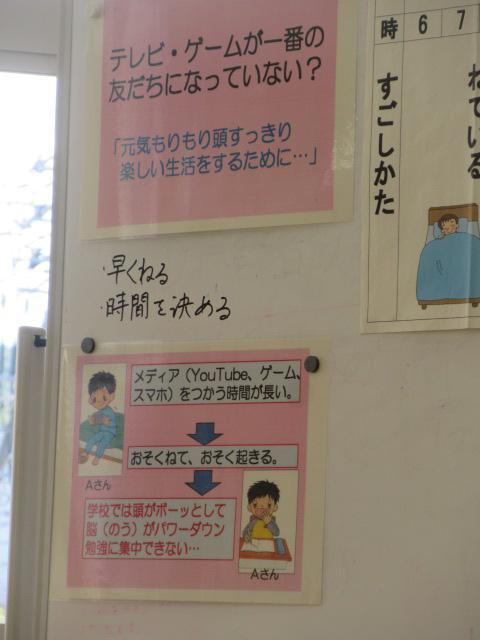 テレビ・ゲームが一番の
友だちになっていない?
「元気もりもり頭すっきり
楽しい生活をするために…」
・早くねる
・時間を決める
メディア(YouTube、ゲーム、
スマホ)をつかう時間が長い。
おそくねて、おそく起きる。
Aさん
学校では頭がボーッとして
脳(のう)がパワーダウン
勉強に集中できない…
Aさん
時 6 7
すごしかた
ねている